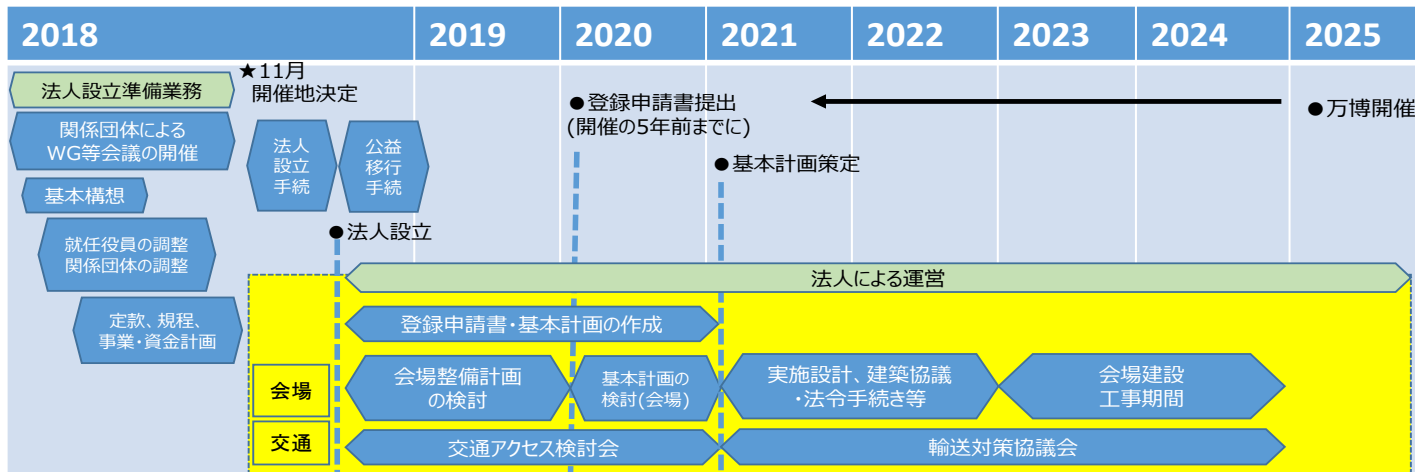 2018
2019
2020
2021
2022
2023
2024
2025
法人設立準備業務
★11月
開催地決定
●登録申請書提出
(開催の5年前までに)
●万博開催
関係団体による
WG等会議の開催
法人
設立
手続
公益
移行
手続
●基本計画策定
基本構想
●法人設立
就任役員の調整
関係団体の調整
法人による運営
定款、規程、
事業・資金計画
登録申請書・基本計画の作成
会場
会場整備計画
の検討
基本計画の
検討(会場)
実施設計、建築協議
・法令手続き等
会場建設
工事期間
交通
交通アクセス検討会
輸送対策協議会